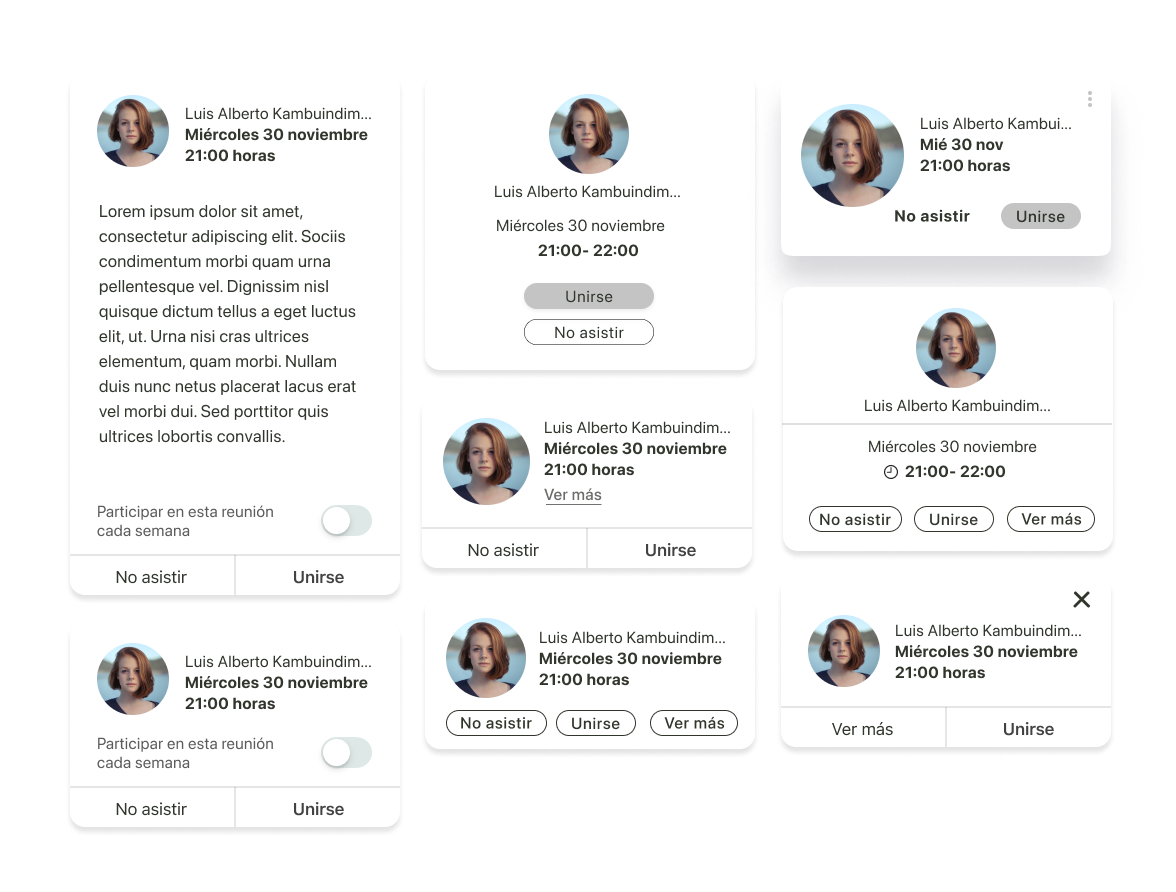 Luis Alberto Kambuindim...
Miércoles 30 noviembre
21:00 horas
Lorem ipsum dolor sit amet,
consectetur adipiscing elit. Sociis
condimentum morbi quam urna
pellentesque vel. Dignissim nisl
quisque dictum tellus a eget luctus
elit, ut. Urna nisi cras ultrices
elementum, quam morbi. Nullam
duis nunc netus placerat lacus erat
vel morbi dui. Sed porttitor quis
ultrices lobortis convallis.
Participar en esta reunión
cada semana
No asistir
Unirse
Luis Alberto Kambuindim...
Miércoles 30 noviembre
21:00 horas
Participar en esta reunión
cada semana
No asistir
Unirse
Luis Alberto Kambuindim...
Miércoles 30 noviembre
21:00- 22:00
Unirse
No asistir
Luis Alberto Kambuindim...
Miércoles 30 noviembre
21:00 horas
Ver más
No asistir
Unirse
Luis Alberto Kambuindim...
Miércoles 30 noviembre
21:00 horas
No asistir
Unirse
Ver más
Luis Alberto Kambui...
Mié 30 nov
21:00 horas
No asistir
Unirse
Luis Alberto Kambuindim...
Miércoles 30 noviembre
21:00- 22:00
No asistir
Unirse
Ver más
Luis Alberto Kambuindim...
Miércoles 30 noviembre
21:00 horas
Ver más
Unirse